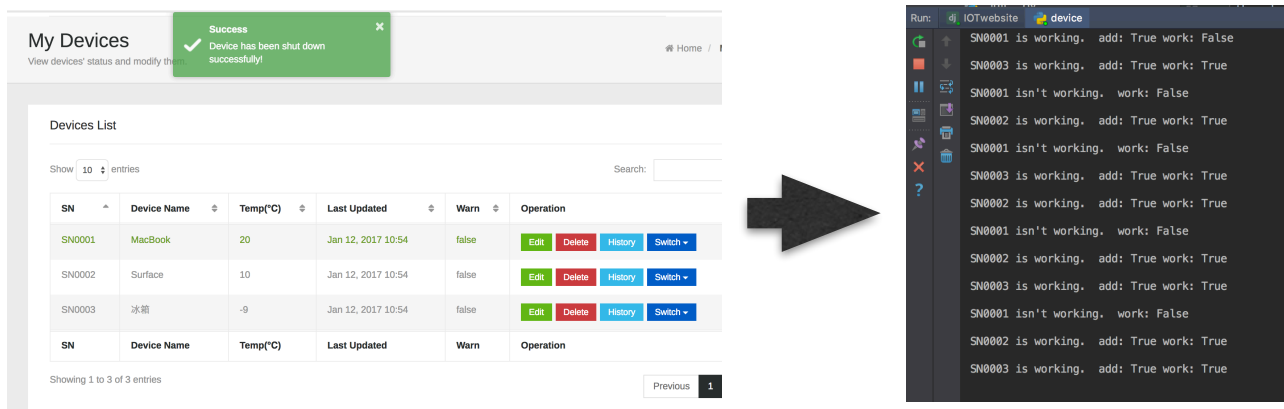 My Devices
View devices' status and modify them
Success
Device has been shut down
successfully!
×
Home /
Devices List
Show 10 entries
Search:
SN Device Name Temp(°C) Last Updated Warn Operation
SN0001 MacBook 20 Jan 12, 2017 10:54 false Edit Delete History Switch
SN0002 Surface 10 Jan 12, 2017 10:54 false Edit Delete History Switch
SN0003 冰箱 -9 Jan 12, 2017 10:54 false Edit Delete History Switch
SN Device Name Temp(°C) Last Updated Warn Operation
Showing 1 to 3 of 3 entries
Previous 1
Run: dj IOTwebsite device
SN0001 is working. add: True work: False
SN0003 is working. add: True work: True
SN0001 isn't working. work: False
SN0002 is working. add: True work: True
SN0001 isn't working. work: False
SN0003 is working. add: True work: True
SN0002 is working. add: True work: True
SN0001 isn't working. work: False
SN0002 is working. add: True work: True
SN0003 is working. add: True work: True
SN0001 isn't working. work: False
SN0002 is working. add: True work: True
SN0003 is working. add: True work: True